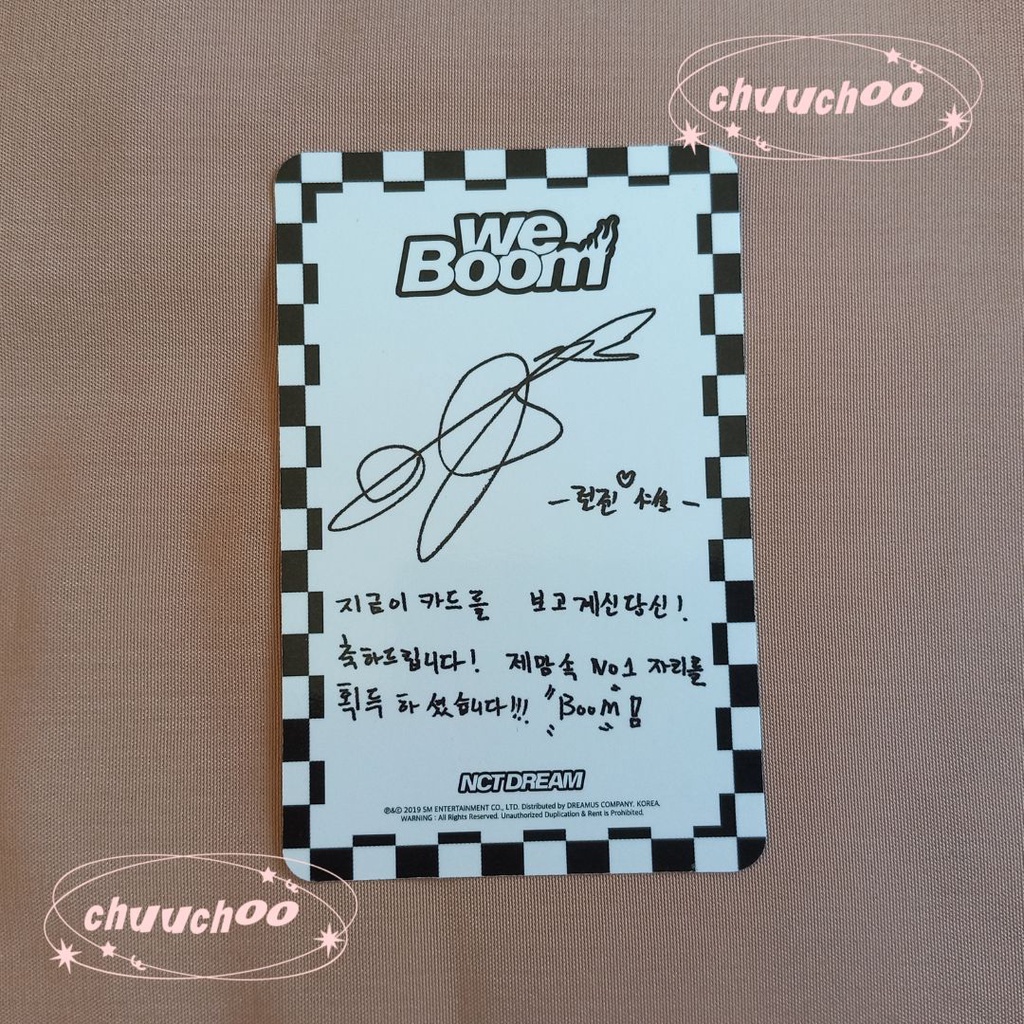 chuuchoo
we
Boom
런쥔
지금 이 카드를 보고 계신 당신!
축하드립니다! 제 맘속 No1 자리를
획득 하셨습니다!!! "Boom!!
NCT DREAM
℗&© 2019 SM ENTERTAINMENT CO., LTD. Distributed by DREAMUS COMPANY. KOREA.
WARNING : All Rights Reserved. Unauthorized Duplication & Rent is Prohibited.
chuuchoo